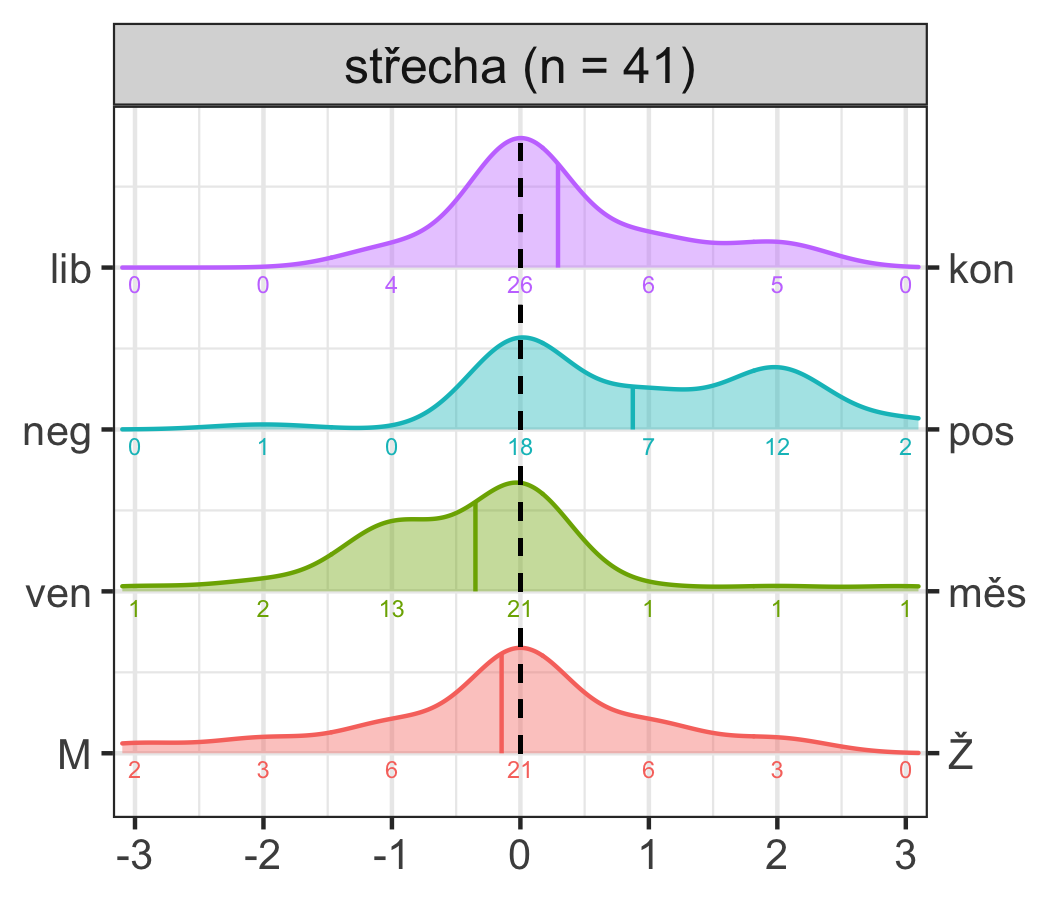 střecha (n = 41)
lib kon
0 0 4 26 6 5 0
neg pos
0 1 0 18 7 12 2
ven měs
1 2 13 21 1 1 1
M Ž
2 3 6 21 6 3 0
-3 -2 -1 0 1 2 3